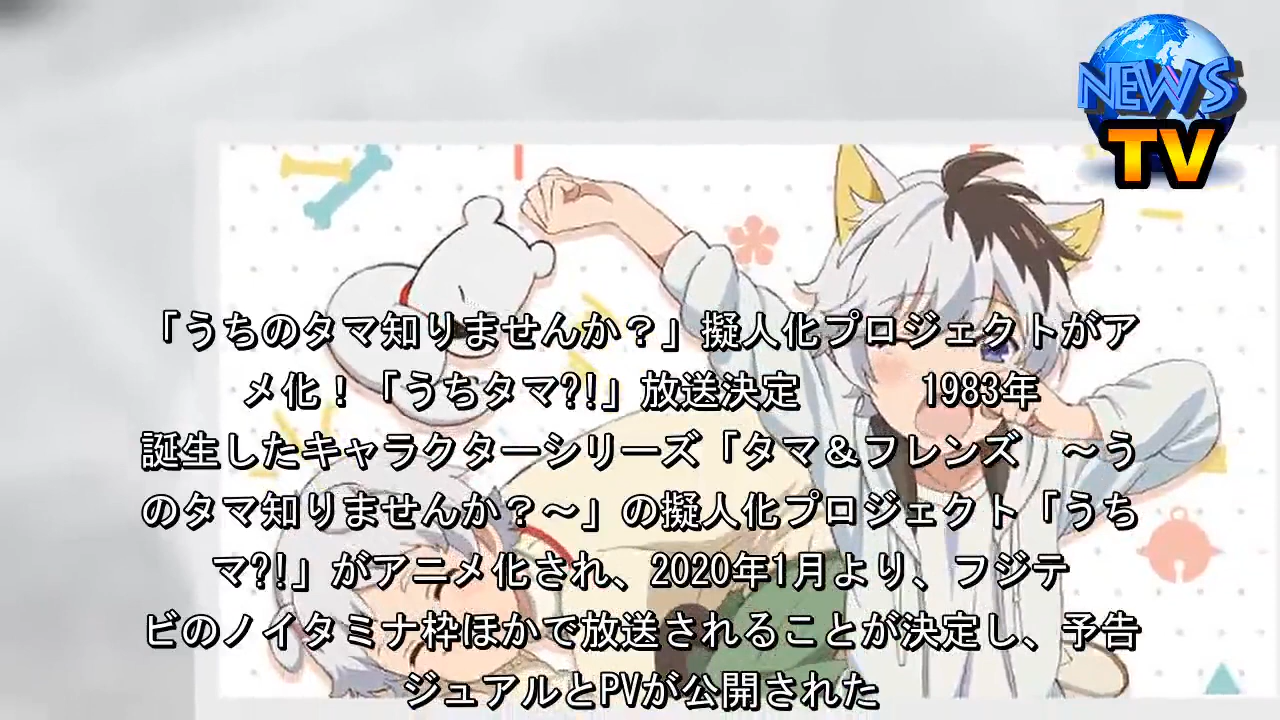 NEWS
TV
「うちのタマ知りませんか？」擬人化プロジェクトがア
メ化！「うちタマ?!」放送決定　　　1983年
誕生したキャラクターシリーズ「タマ＆フレンズ　～う
のタマ知りませんか？～」の擬人化プロジェクト「うち
マ?!」がアニメ化され、2020年1月より、フジテ
ビのノイタミナ枠ほかで放送されることが決定し、予告
ジュアルとPVが公開された